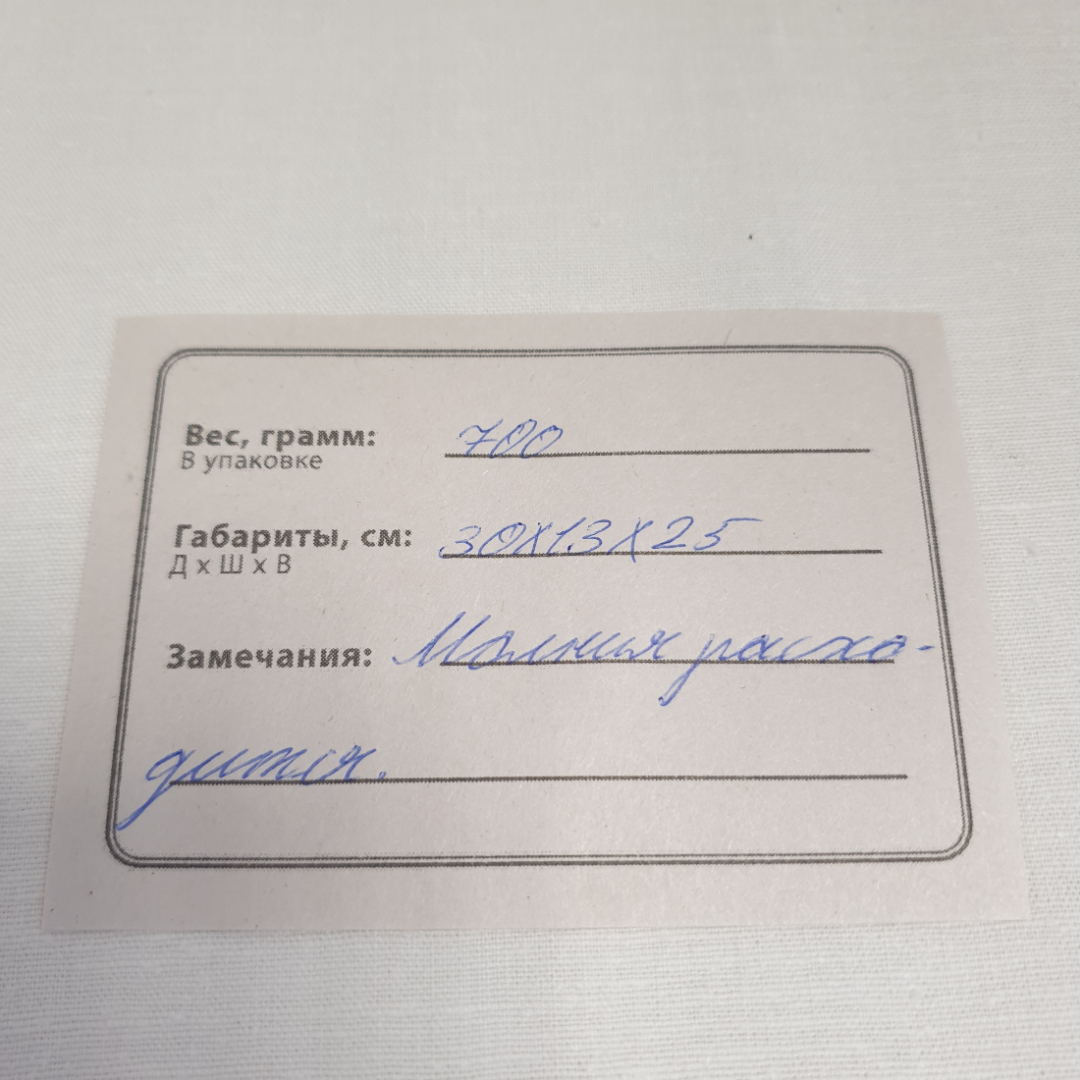 Вес, грамм: 700
В упаковке
Габариты, см: 30х13х25
Д х Ш х В
Замечания: Молния расхо-
дится.